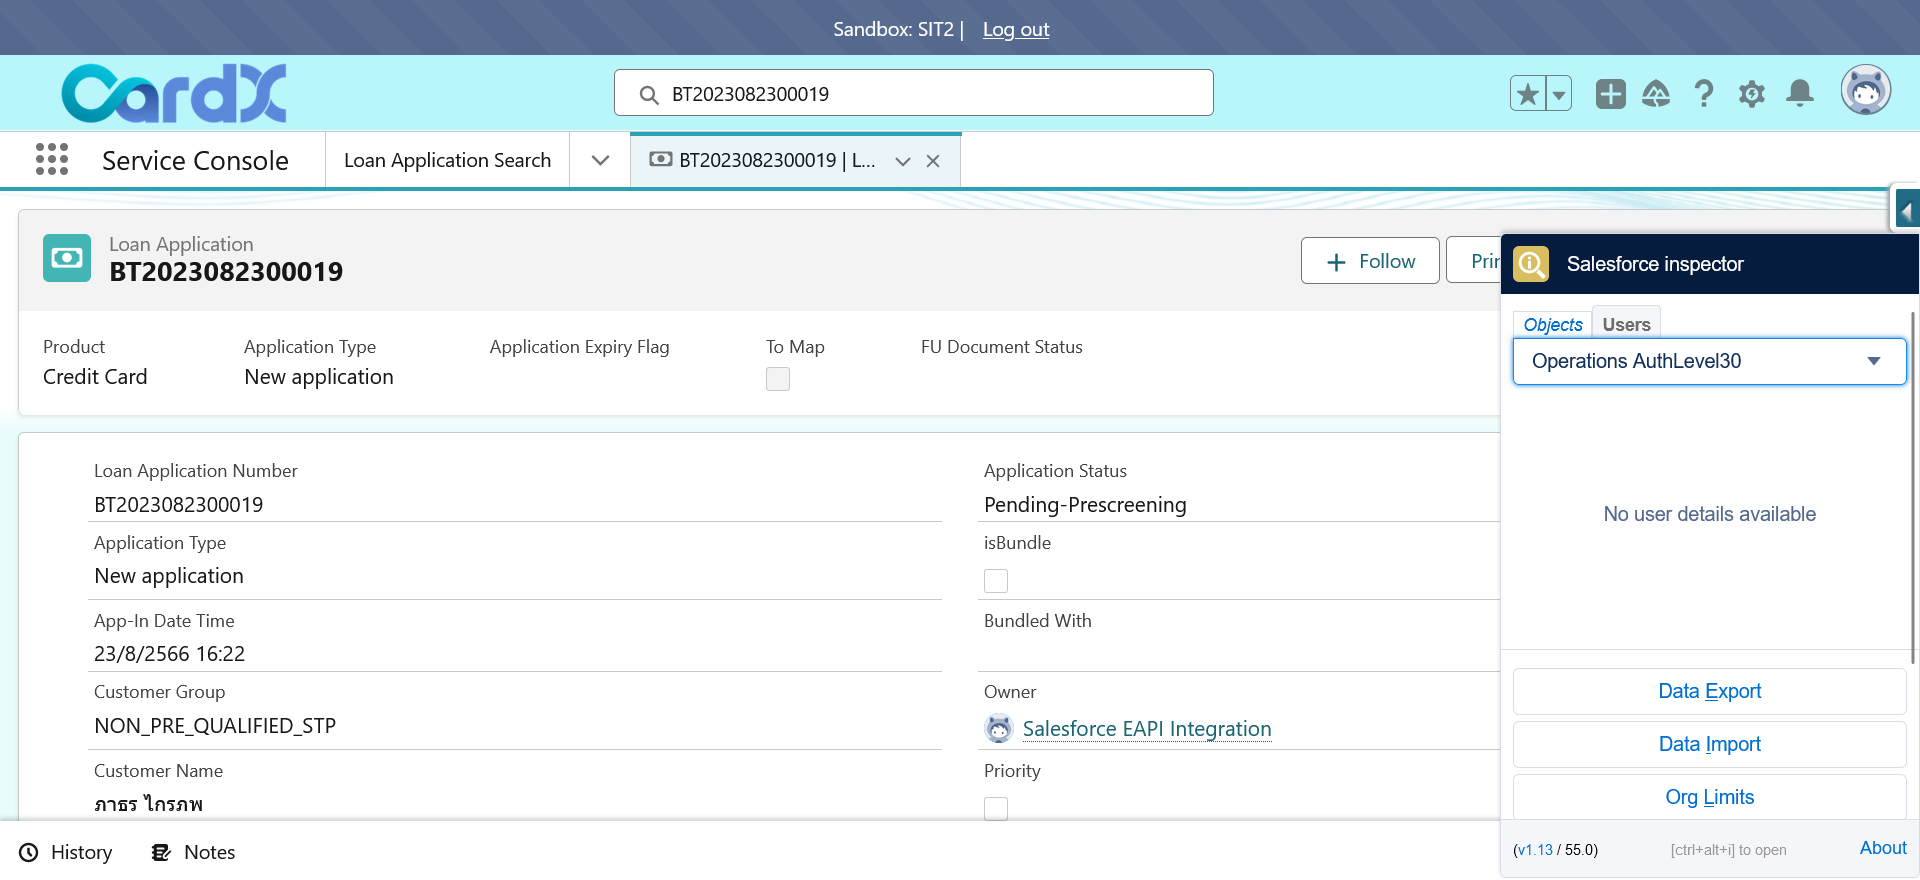 Sandbox: SIT2 | Log out
CardX
BT2023082300019
Service Console
Loan Application Search
BT2023082300019 | L...
Loan Application
BT2023082300019
Follow
Prin
Product
Credit Card
Application Type
New application
Application Expiry Flag
To Map
FU Document Status
Loan Application Number
BT2023082300019
Application Status
Pending-Prescreening
Application Type
New application
isBundle
App-In Date Time
23/8/2566 16:22
Bundled With
Customer Group
NON_PRE_QUALIFIED_STP
Owner
Salesforce EAPI Integration
Customer Name
ภาธร ไกรภพ
Priority
Salesforce inspector
Objects
Users
Operations AuthLevel30
No user details available
Data Export
Data Import
Org Limits
(v1.13 / 55.0)
[ctrl+alt+i] to open
About
History
Notes